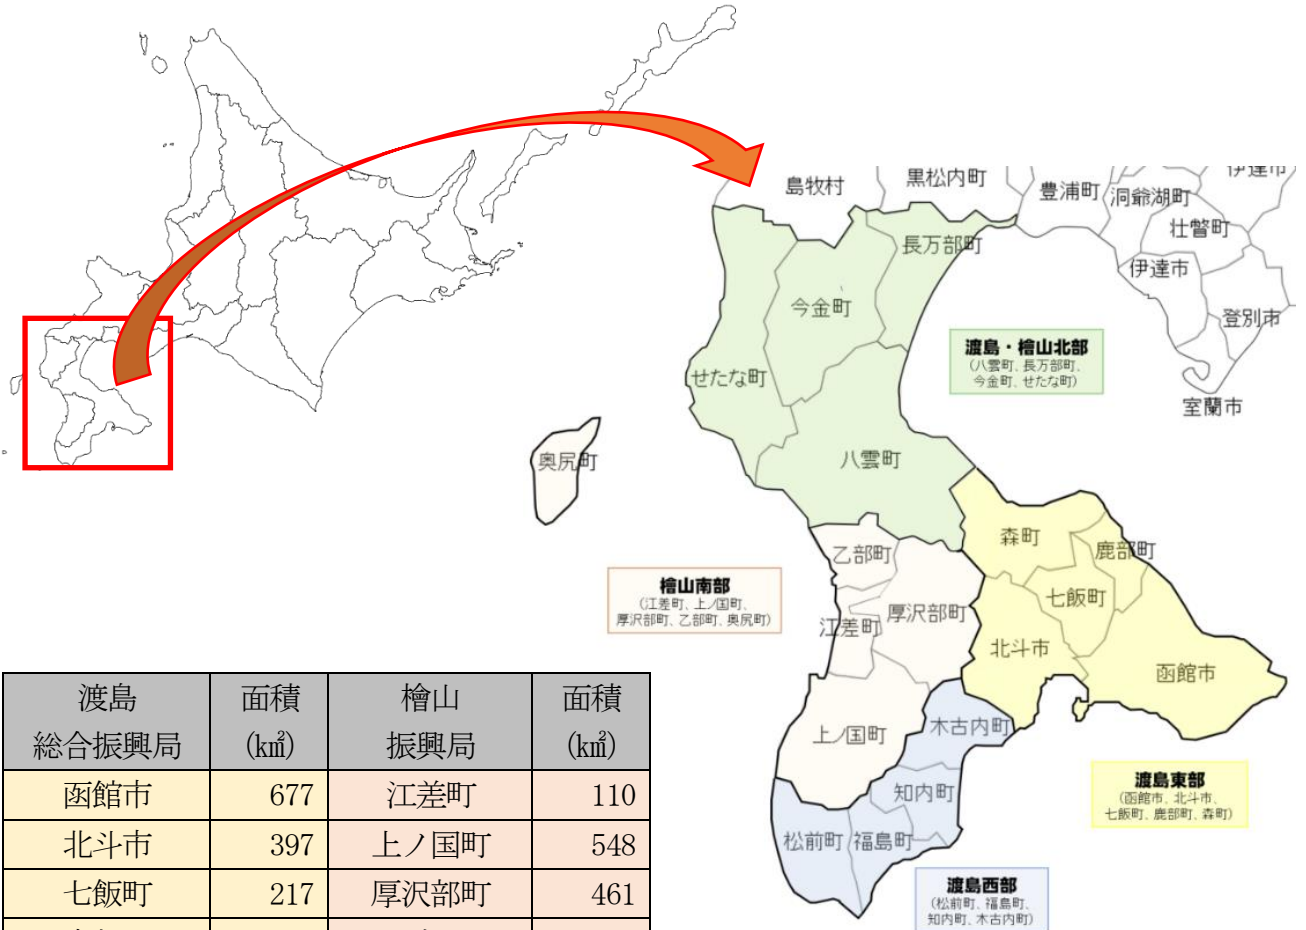 島牧村
黒松内町
豊浦町
洞爺湖町
伊達市
壮瞥町
伊達市
登別市
室蘭市
長万部町
今金町
せたな町
八雲町
渡島・檜山北部
(八雲町、長万部町、
今金町、せたな町)
奥尻町
森町
鹿部町
七飯町
北斗市
函館市
乙部町
厚沢部町
江差町
上ノ国町
檜山南部
(江差町、上ノ国町、
厚沢部町、乙部町、奥尻町)
木古内町
知内町
松前町
福島町
渡島東部
(函館市、北斗市、
七飯町、鹿部町、森町)
渡島西部
(松前町、福島町、
知内町、木古内町)
渡島 面積 檜山 面積
総合振興局 (㎢) 振興局 (㎢)
函館市 677 江差町 110
北斗市 397 上ノ国町 548
七飯町 217 厚沢部町 461